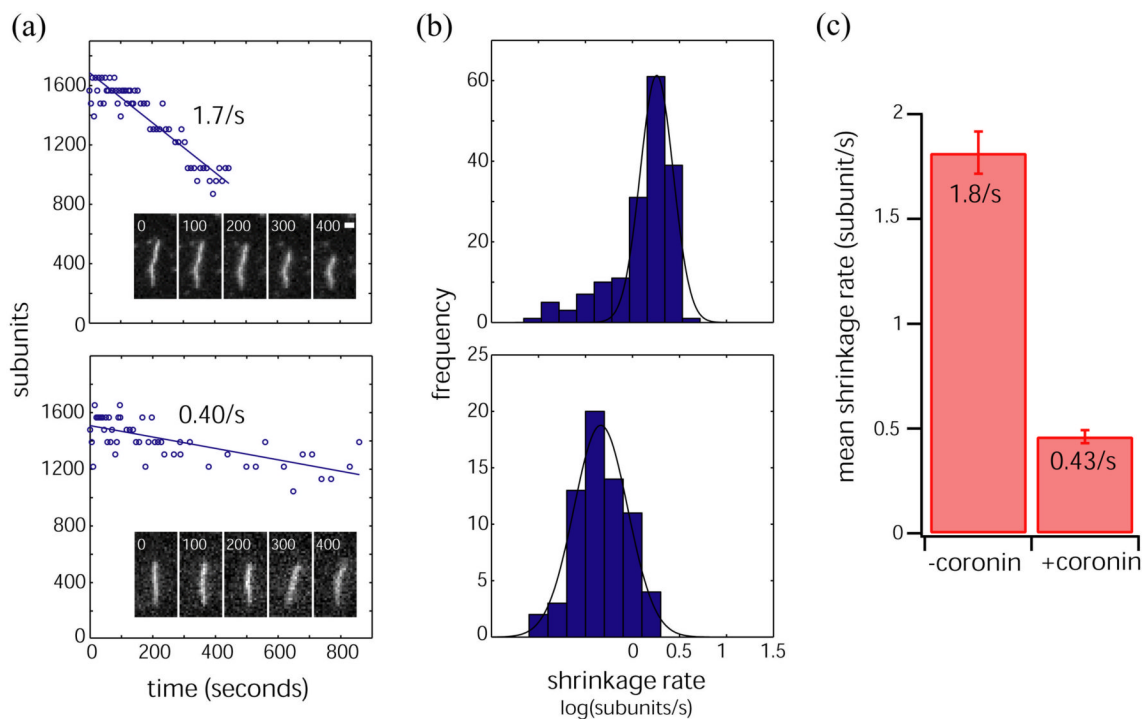 (a)
subunits
1600
1200
800
400
0
1.7/s
0 100 200 300 400
1600
1200
800
400
0
0.40/s
0 100 200 300 400
0 200 400 600 800
time (seconds)
(b)
frequency
60
40
20
0
25
20
15
10
5
0
0 0.5 1 1.5
shrinkage rate
log(subunits/s)
(c)
mean shrinkage rate (subunit/s)
2
1.5
1
0.5
0
1.8/s
0.43/s
-coronin +coronin